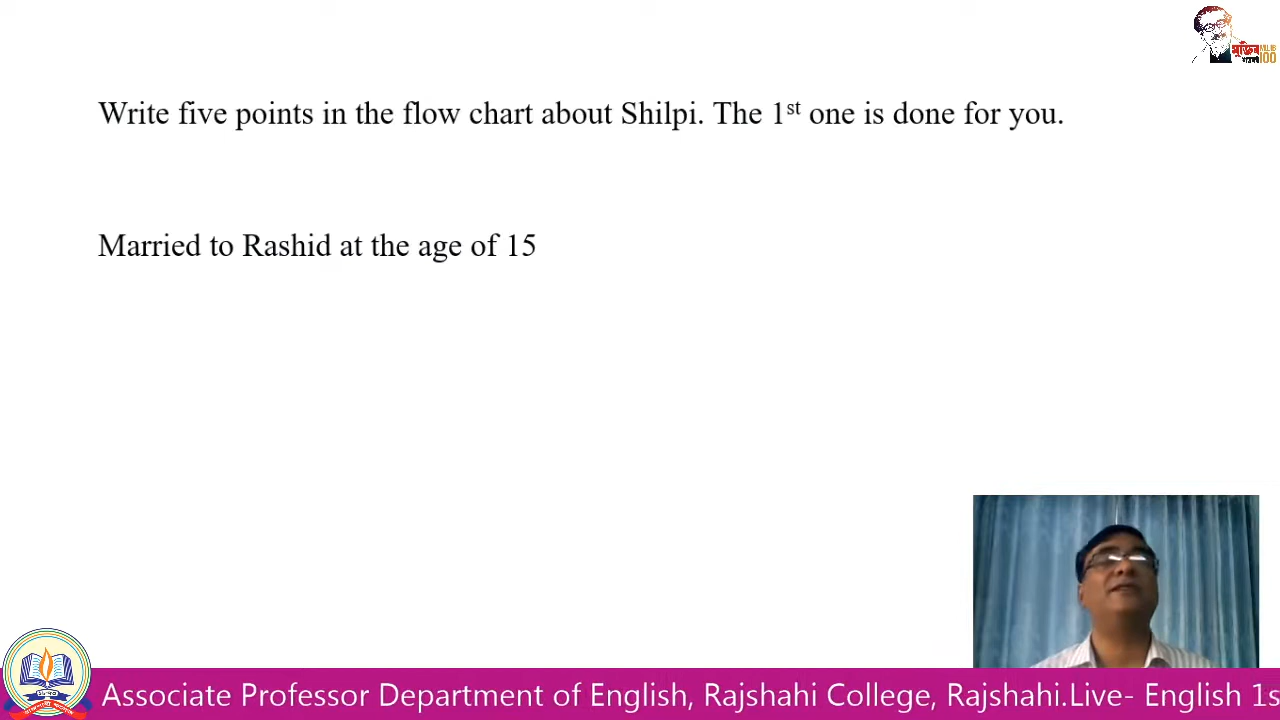 Write five points in the flow chart about Shilpi. The 1st one is done for you.
Married to Rashid at the age of 15
Associate Professor Department of English, Rajshahi College, Rajshahi.Live- English 1s
100